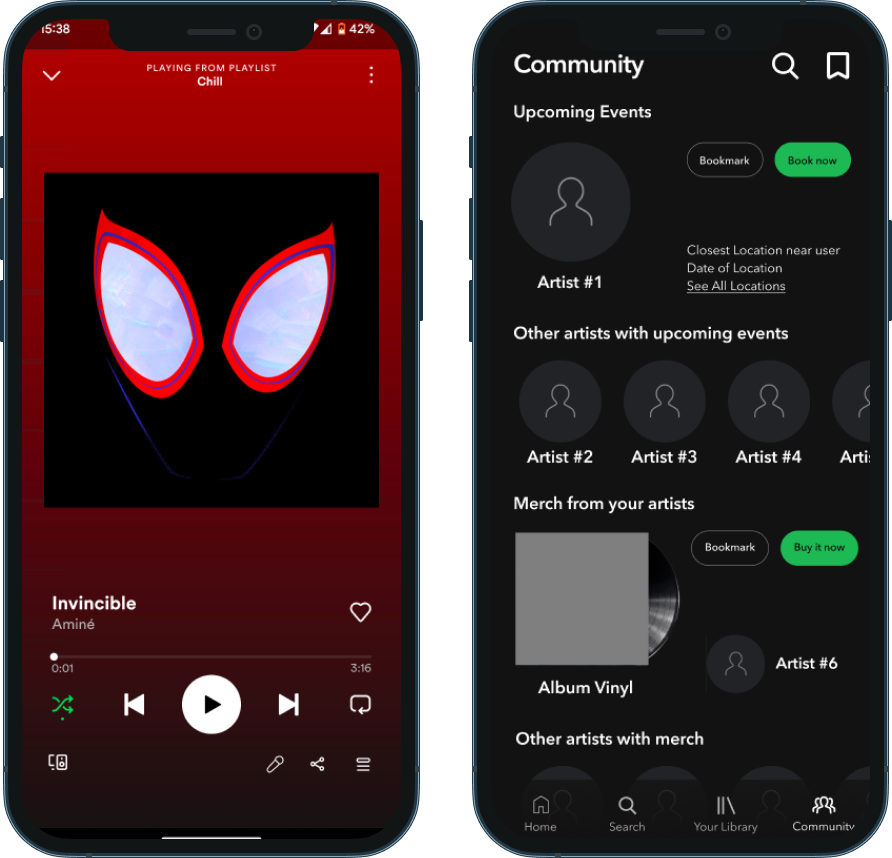 15:38
42%
PLAYING FROM PLAYLIST
Chill
Invincible
Aminé
0:01
3:16
Community
Upcoming Events
Bookmark
Book now
Closest Location near user
Date of Location
See All Locations
Artist #1
Other artists with upcoming events
Artist #2
Artist #3
Artist #4
Arti
Merch from your artists
Bookmark
Buy it now
Artist #6
Album Vinyl
Other artists with merch
Home
Search
Your Library
Community